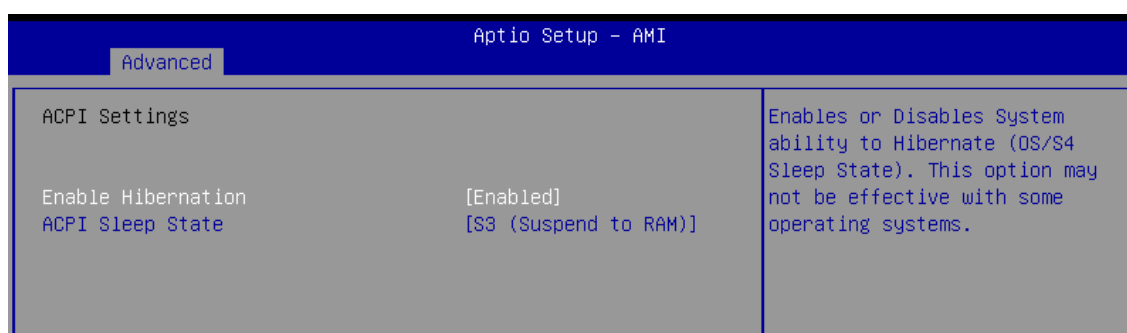 Aptio Setup – AMI
Advanced
ACPI Settings
Enable Hibernation [Enabled]
ACPI Sleep State [S3 (Suspend to RAM)]
Enables or Disables System
ability to Hibernate (OS/S4
Sleep State). This option may
not be effective with some
operating systems.